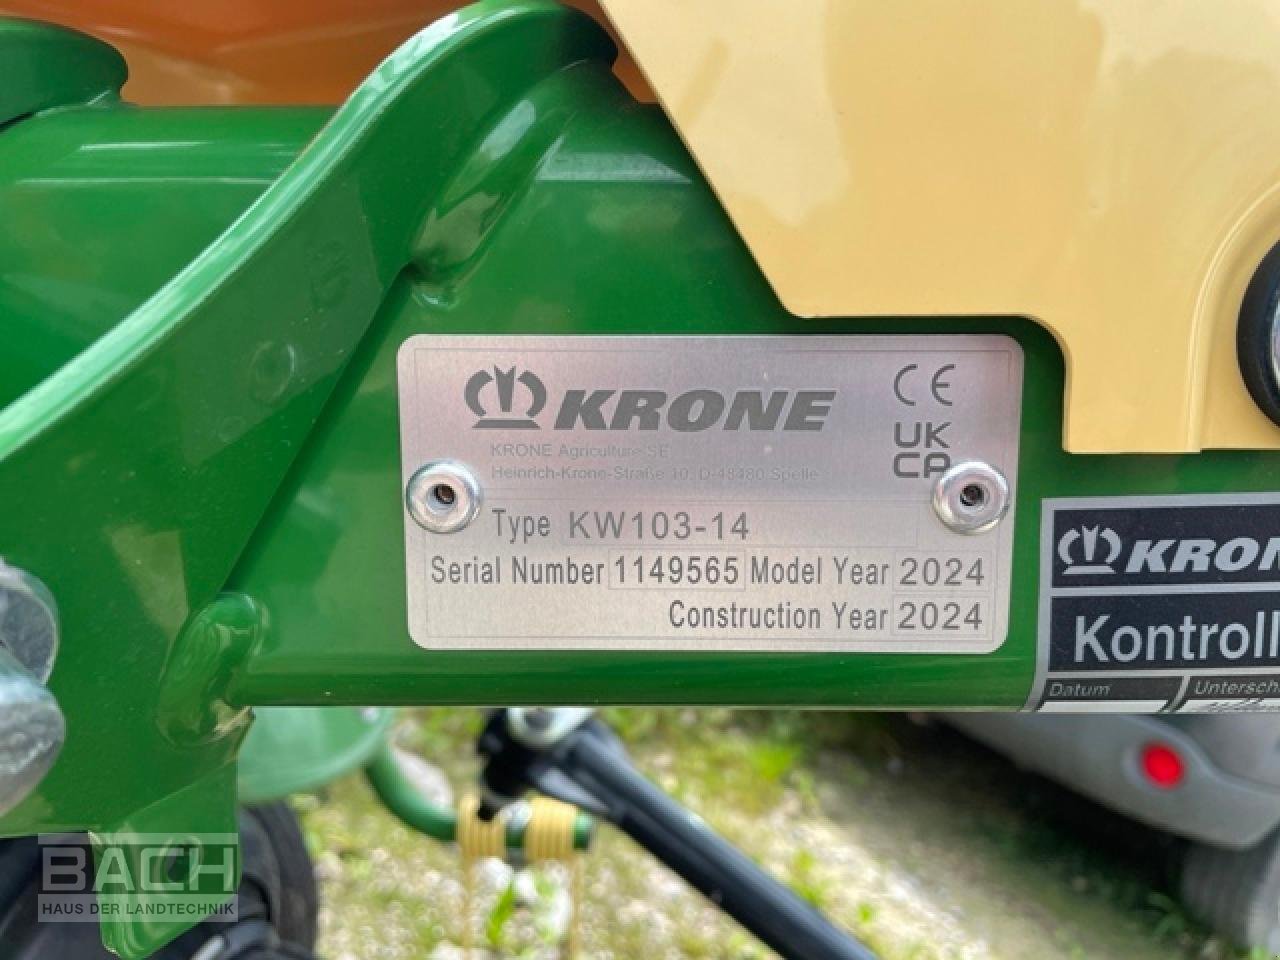 KRONE
CE
KRONE Agriculture SE
Heinrich-Krone-Straße 10, D-48480 Spelle
UK
CA
Type KW103-14
Serial Number 1149565 Model Year 2024
Construction Year 2024
KRON
Kontroll
Datum
Untersch
BACH
HAUS DER LANDTECHNIK